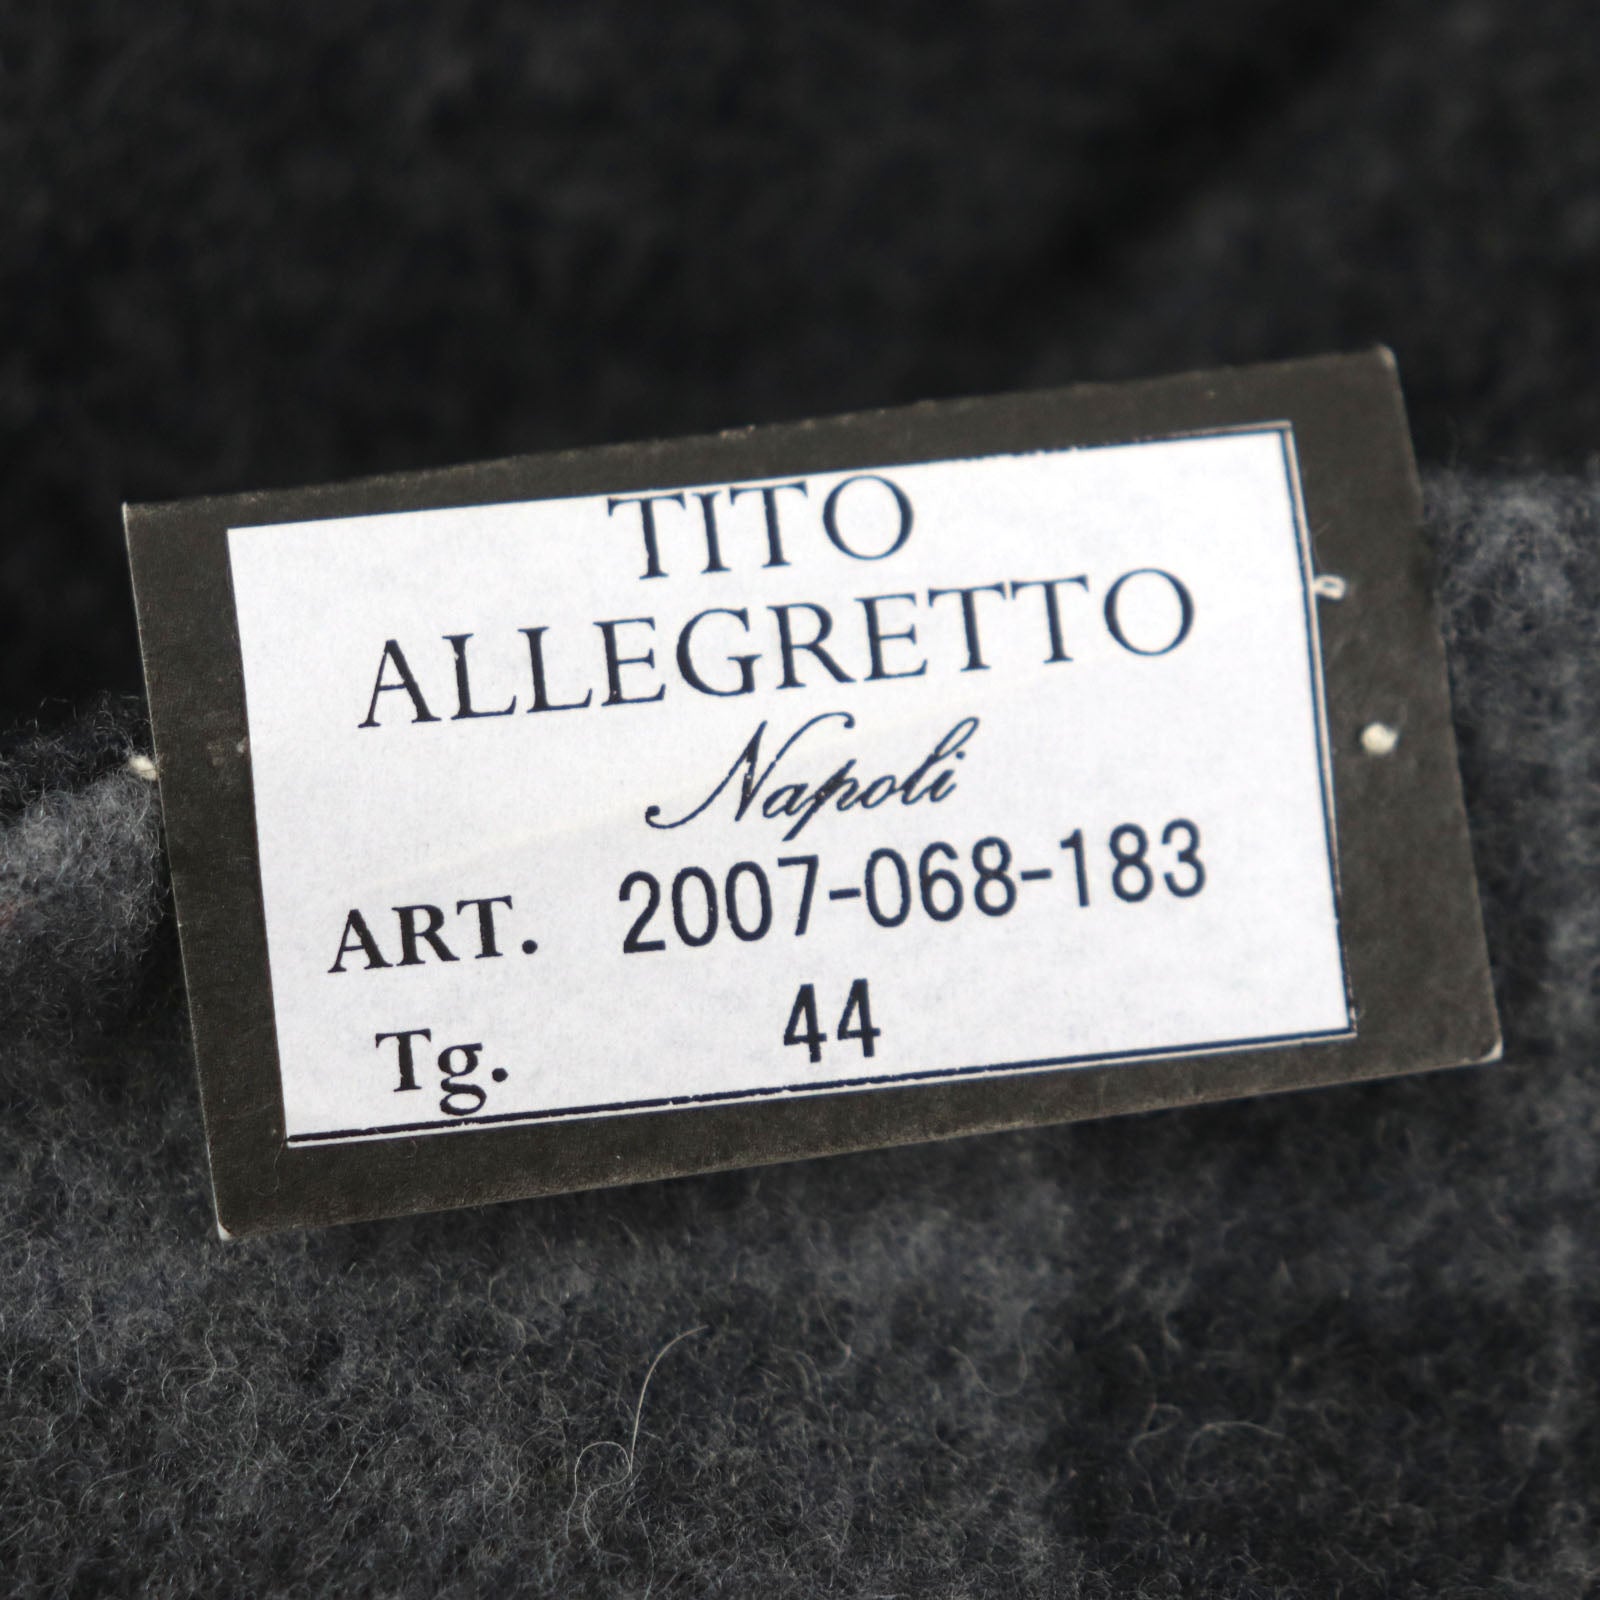 TITO
ALLEGRETTO
Napoli
ART. 2007-068-183
Tg. 44